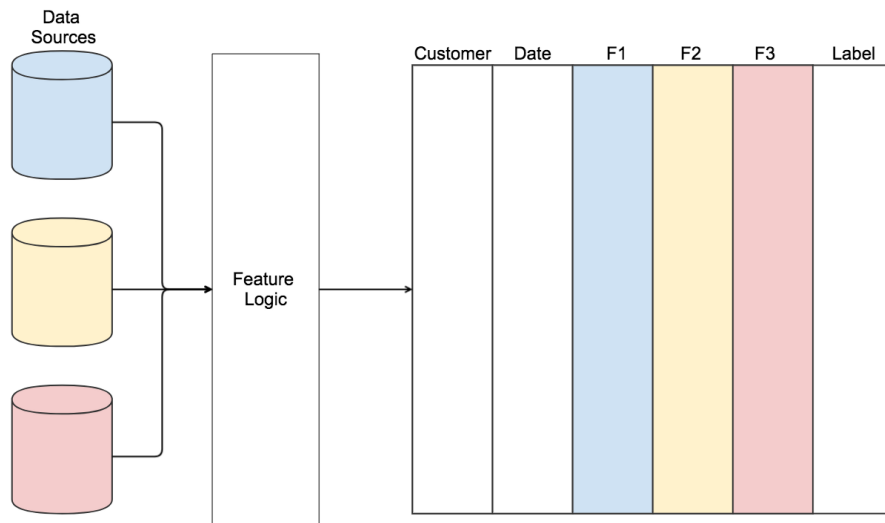 Data
Sources
Customer Date F1 F2 F3 Label
Feature
Logic